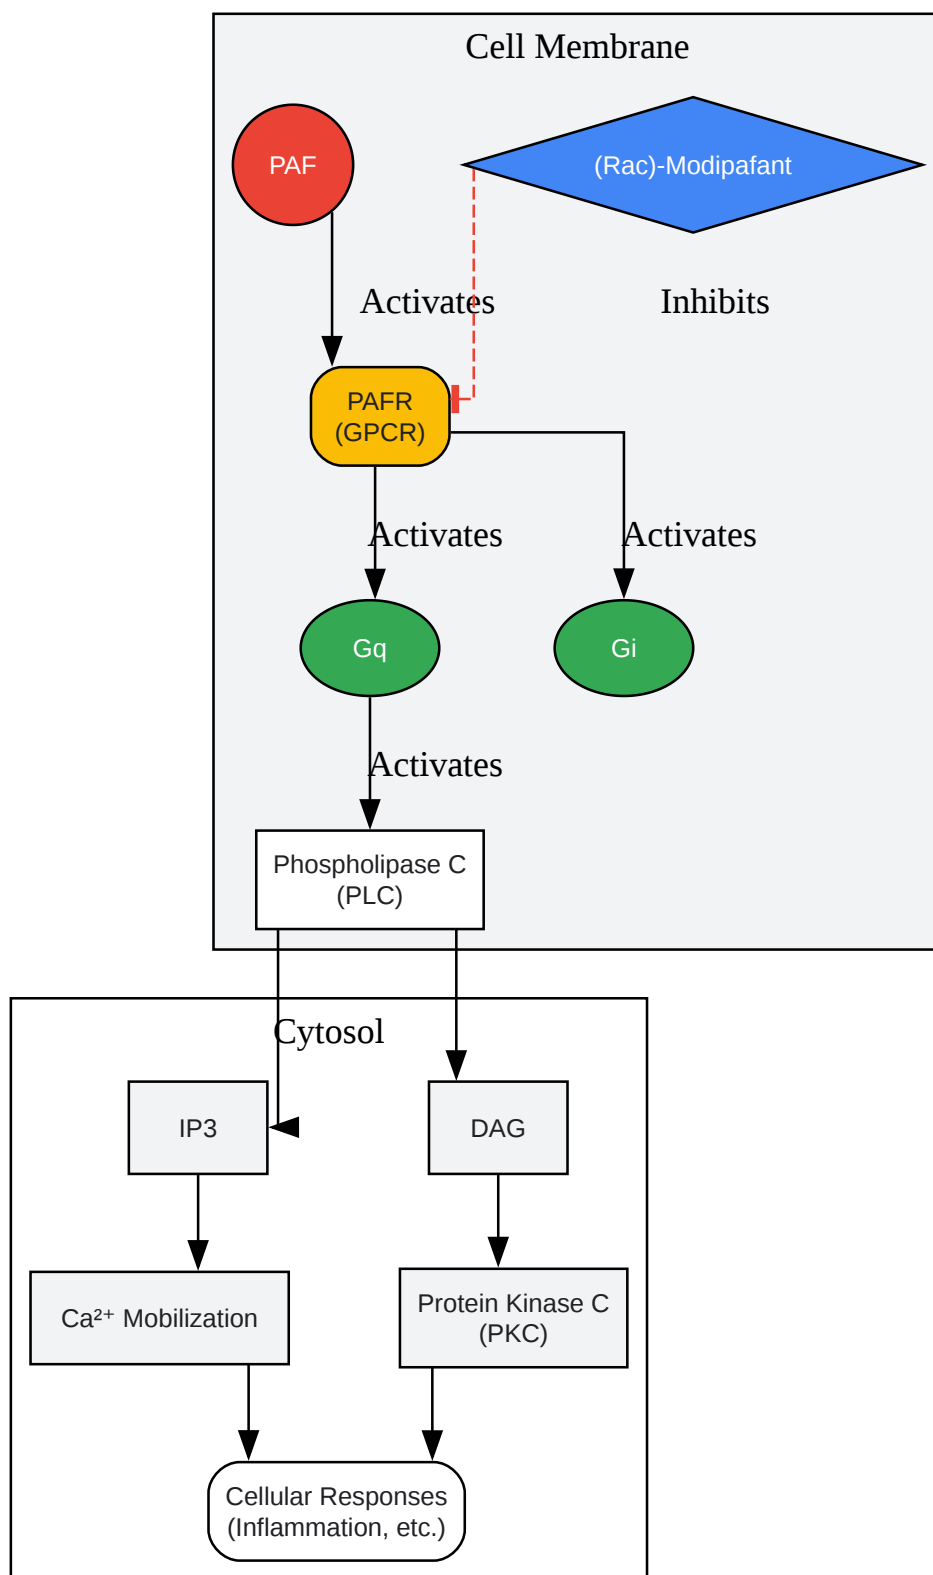 Cell Membrane
PAF
(Rac)-Modipafant
Activates
Inhibits
PAFR
(GPCR)
Activates
Activates
Gq
Gi
Activates
Phospholipase C
(PLC)
Cytosol
IP3
DAG
Ca²⁺ Mobilization
Protein Kinase C
(PKC)
Cellular Responses
(Inflammation, etc.)